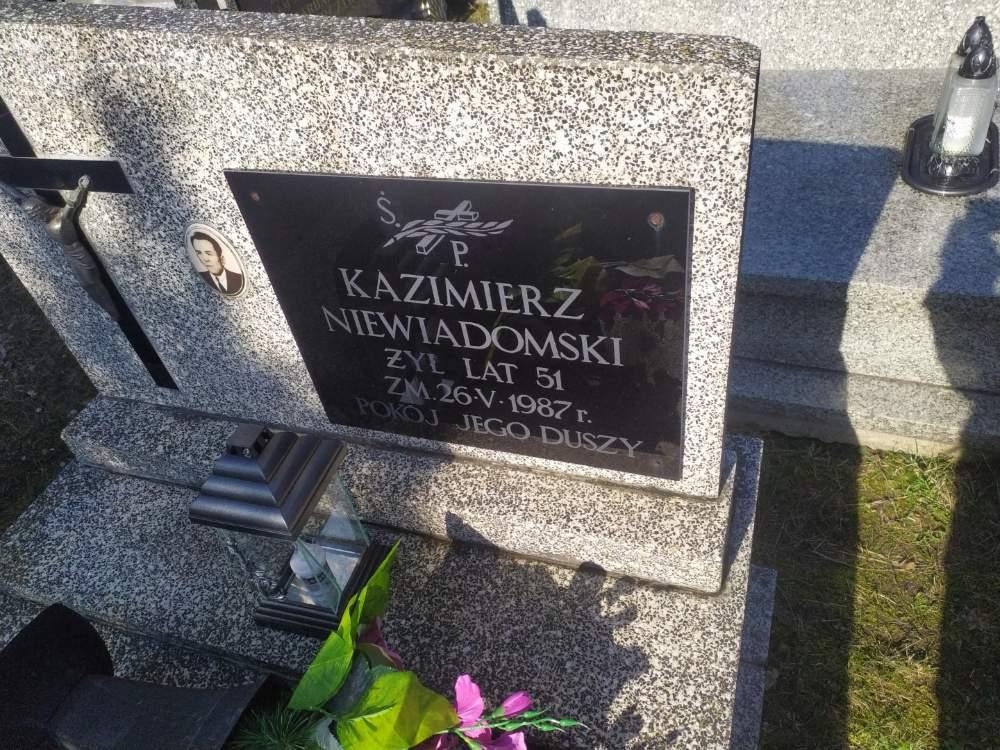 Ś. P.
KAZIMIERZ
NIEWIADOMSKI
ŻYŁ LAT 51
ZM. 26·V·1987 r.
POKÓJ JEGO DUSZY